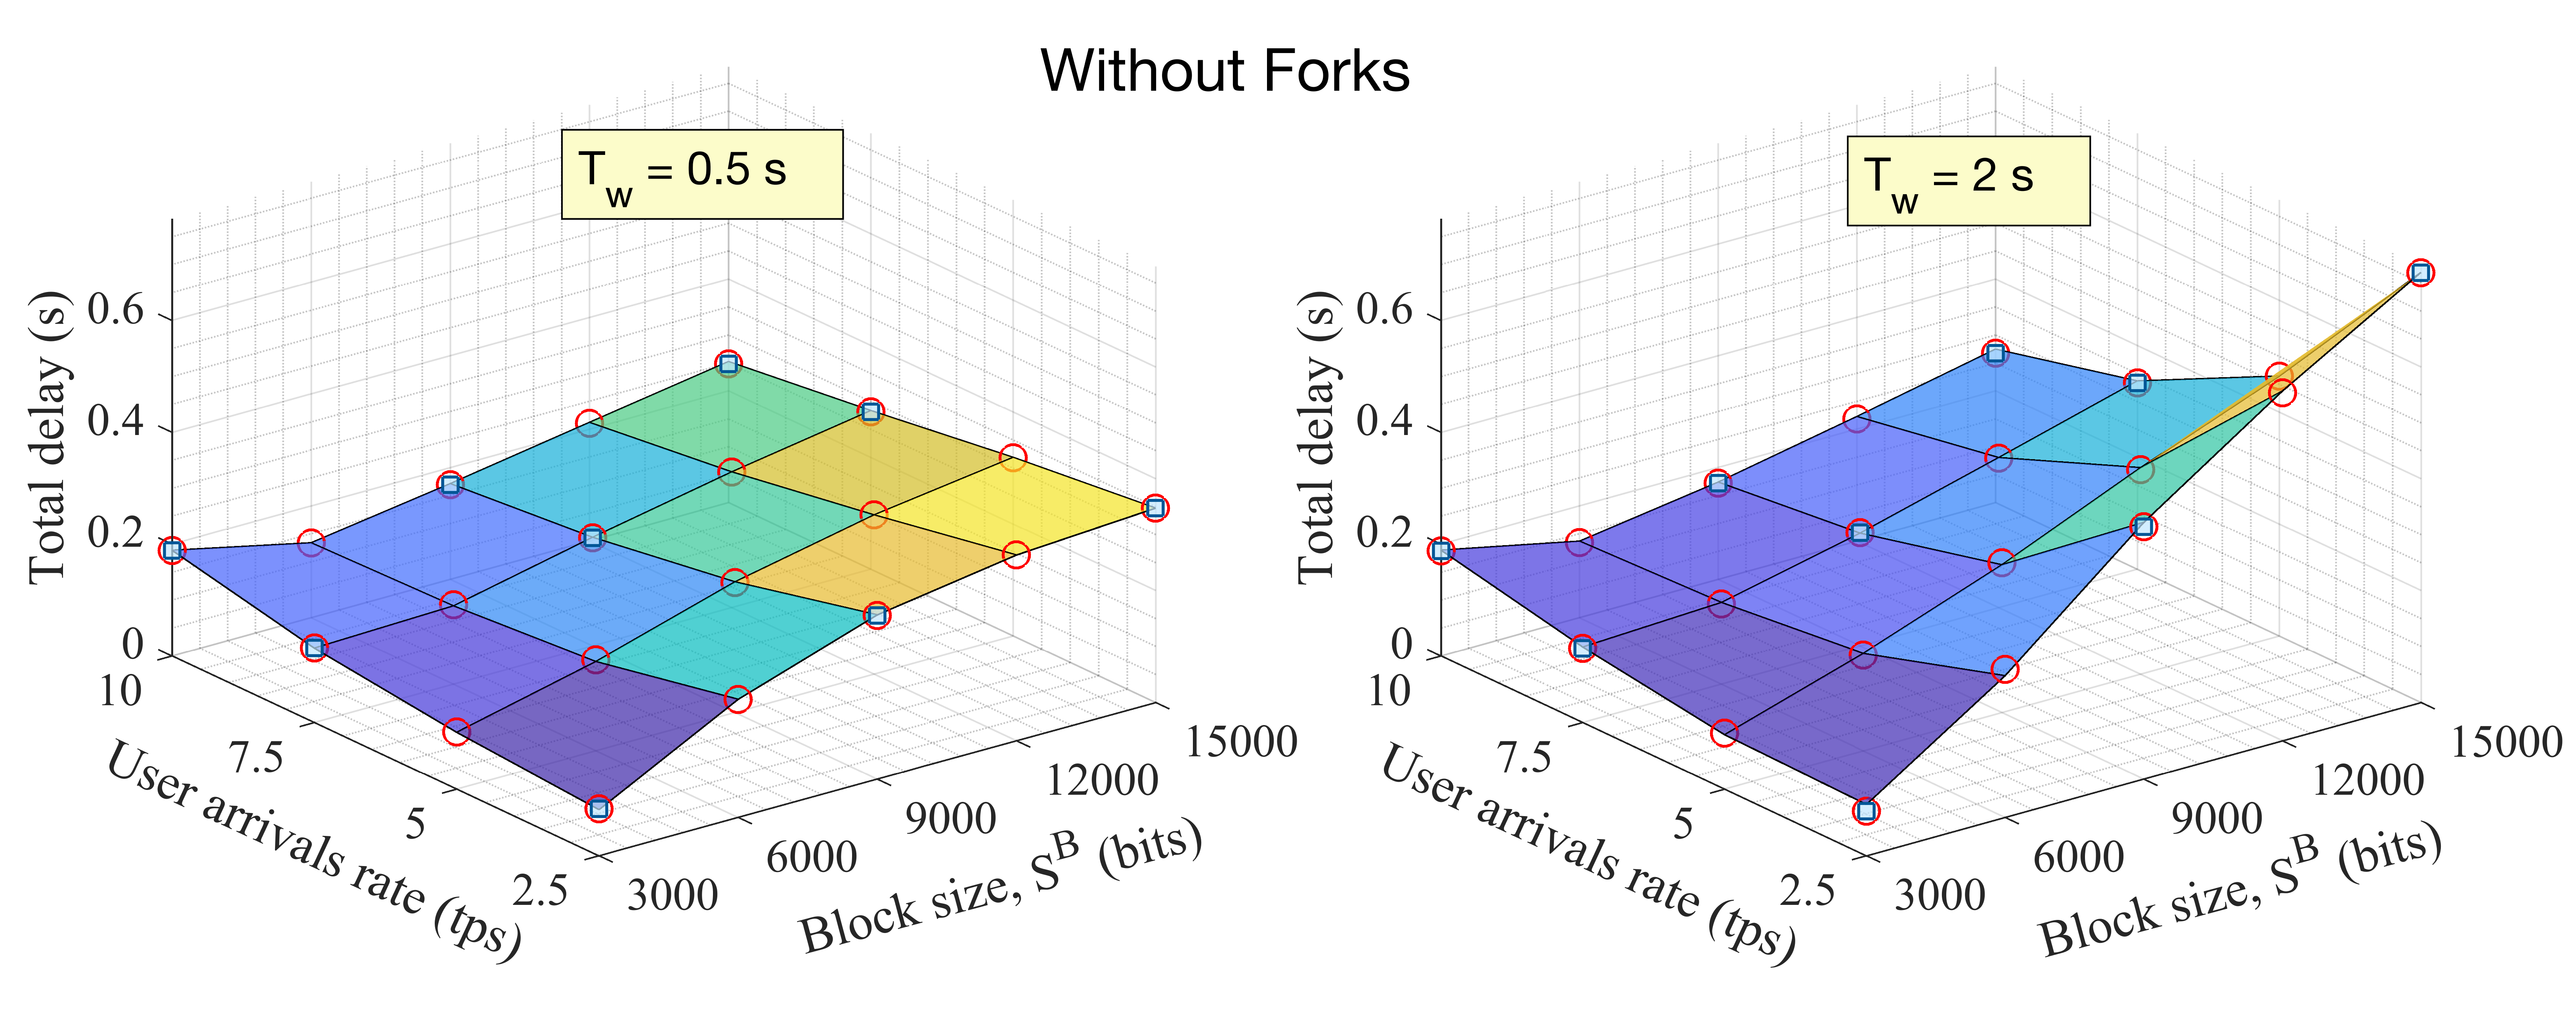 Without Forks
T_w = 0.5 s
Total delay (s)
0.6
0.4
0.2
0
10
7.5
5
2.5
User arrivals rate (tps)
3000
6000
9000
12000
15000
Block size, S^B (bits)
T_w = 2 s
Total delay (s)
0.6
0.4
0.2
0
10
7.5
5
2.5
User arrivals rate (tps)
3000
6000
9000
12000
15000
Block size, S^B (bits)